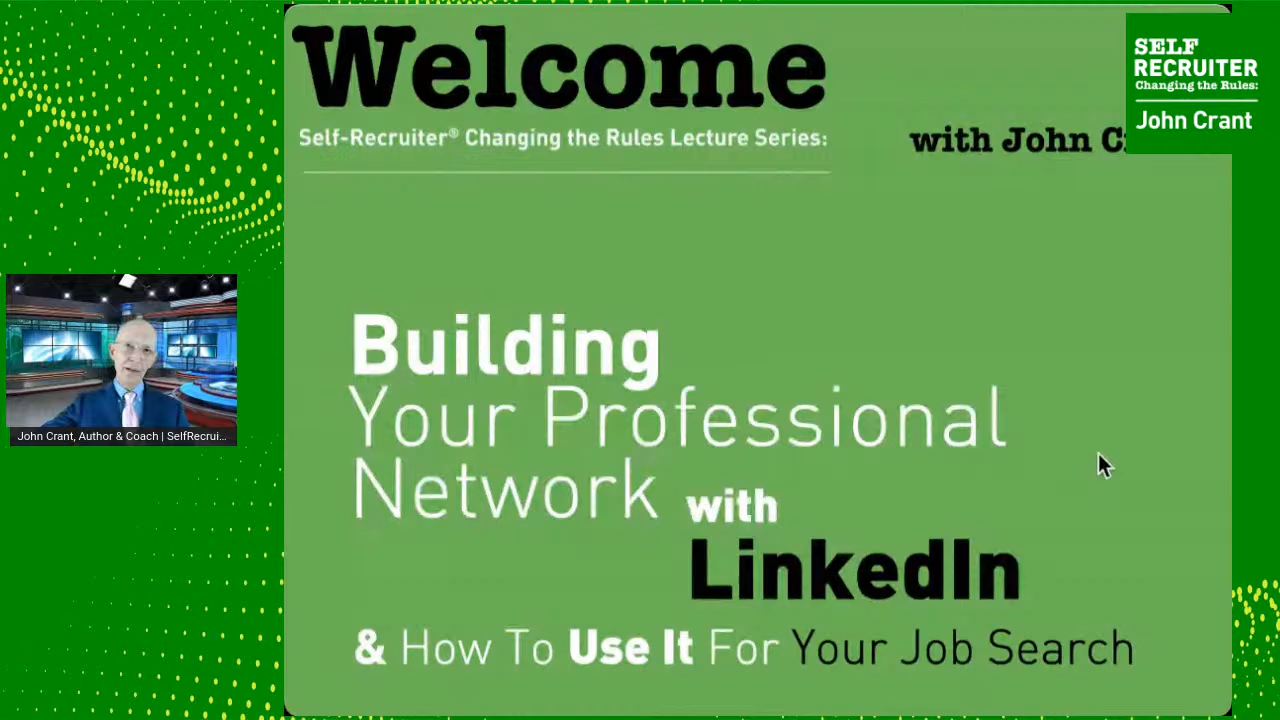 Welcome
Self-Recruiter® Changing the Rules Lecture Series:
with John C
SELF
RECRUITER
Changing the Rules:
John Crant
Building
Your Professional
Network with
LinkedIn
& How To Use It For Your Job Search
John Crant, Author & Coach | SelfRecrui...